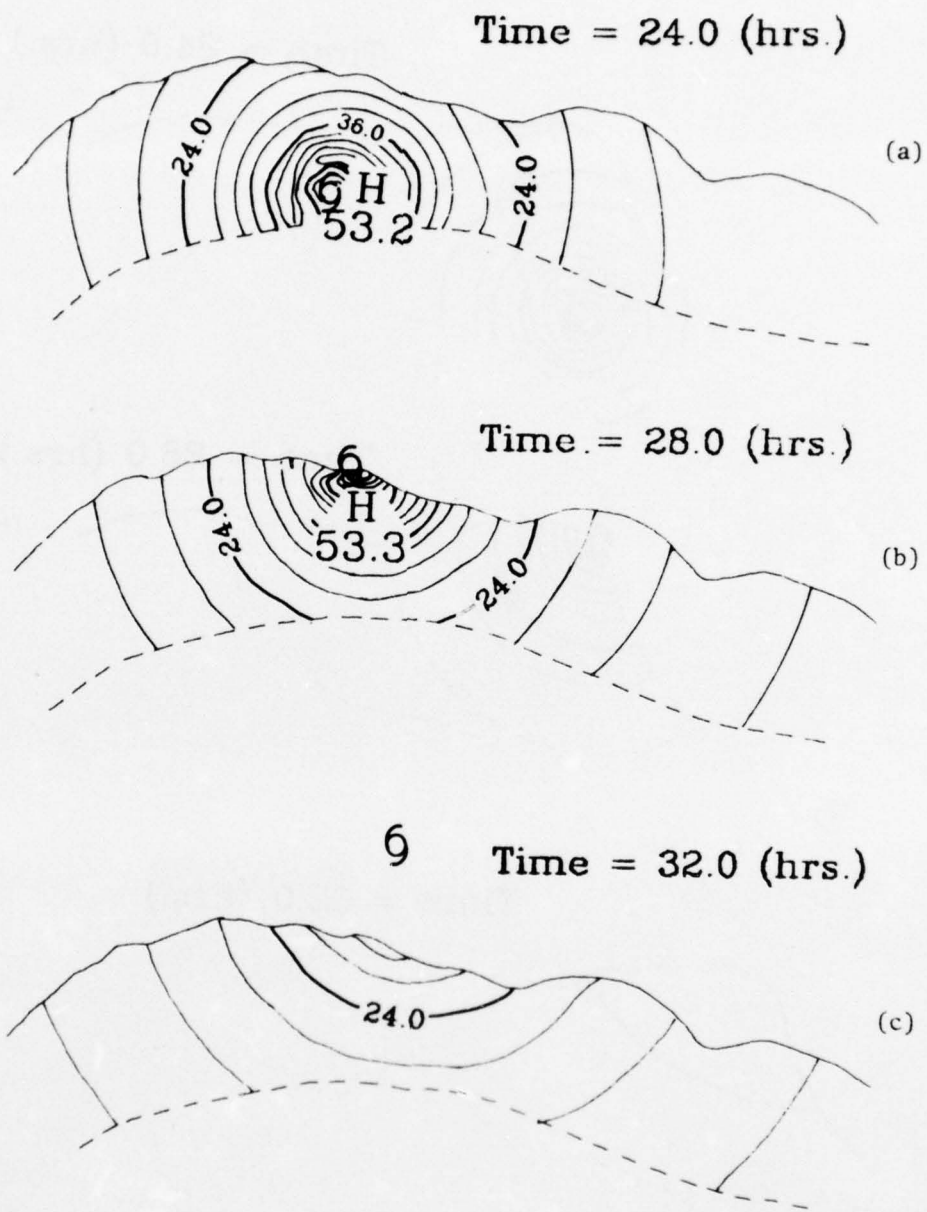 Time = 24.0 (hrs.)
24.0
36.0
24.0
H
53.2
(a)
Time = 28.0 (hrs.)
24.0
H
53.3
24.0
(b)
Time = 32.0 (hrs.)
24.0
(c)